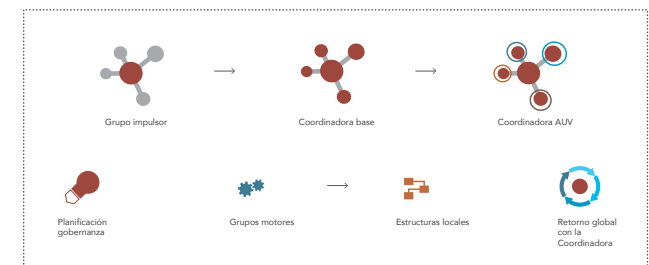 Grupo impulsor
Coordinadora base
Coordinadora AUV
Planificación
gobernanza
Grupos motores
Estructuras locales
Retorno global
con la
Coordinadora